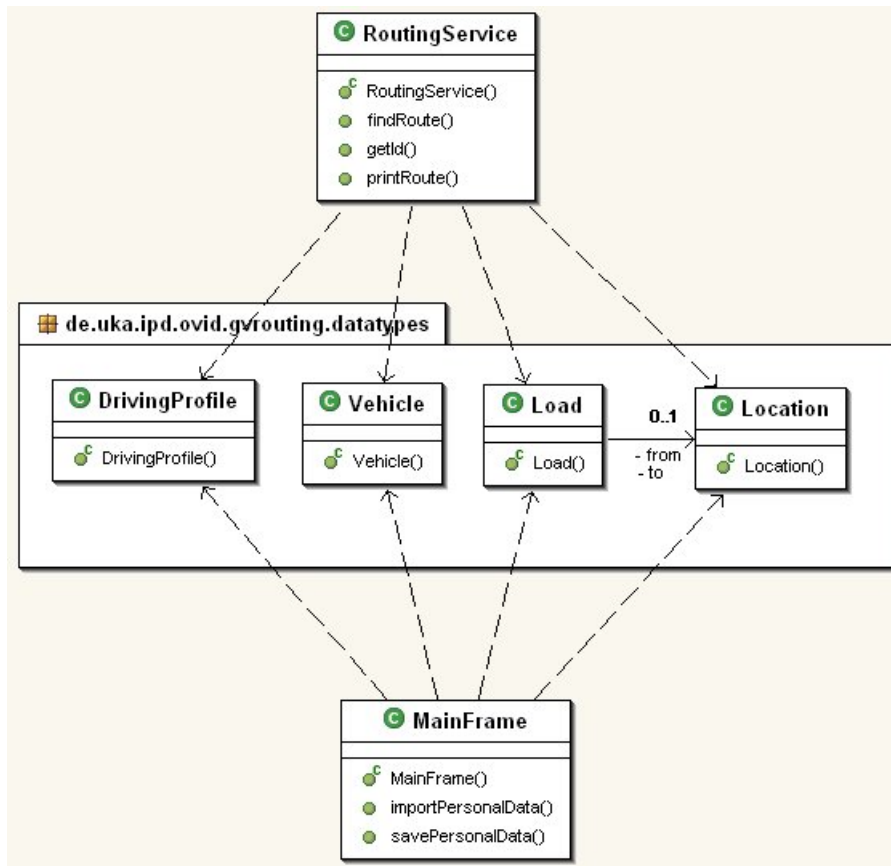 C RoutingService
C RoutingService()
findRoute()
getId()
printRoute()
de.uka.ipd.ovid.gvrouting.datatypes
C DrivingProfile
C DrivingProfile()
C Vehicle
C Vehicle()
C Load
C Load()
0..1
- from
- to
C Location
C Location()
C MainFrame
C MainFrame()
importPersonalData()
savePersonalData()